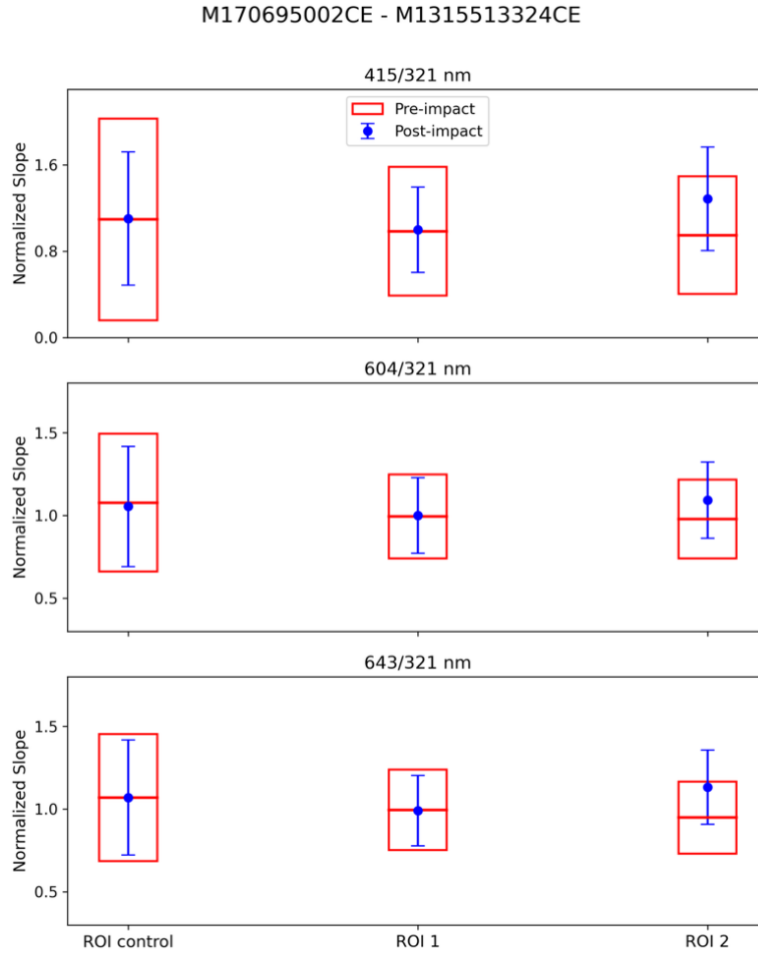 M170695002CE - M1315513324CE
415/321 nm
Pre-impact
Post-impact
Normalized Slope
1.6
0.8
0.0
604/321 nm
Normalized Slope
1.5
1.0
0.5
643/321 nm
Normalized Slope
1.5
1.0
0.5
ROI control
ROI 1
ROI 2